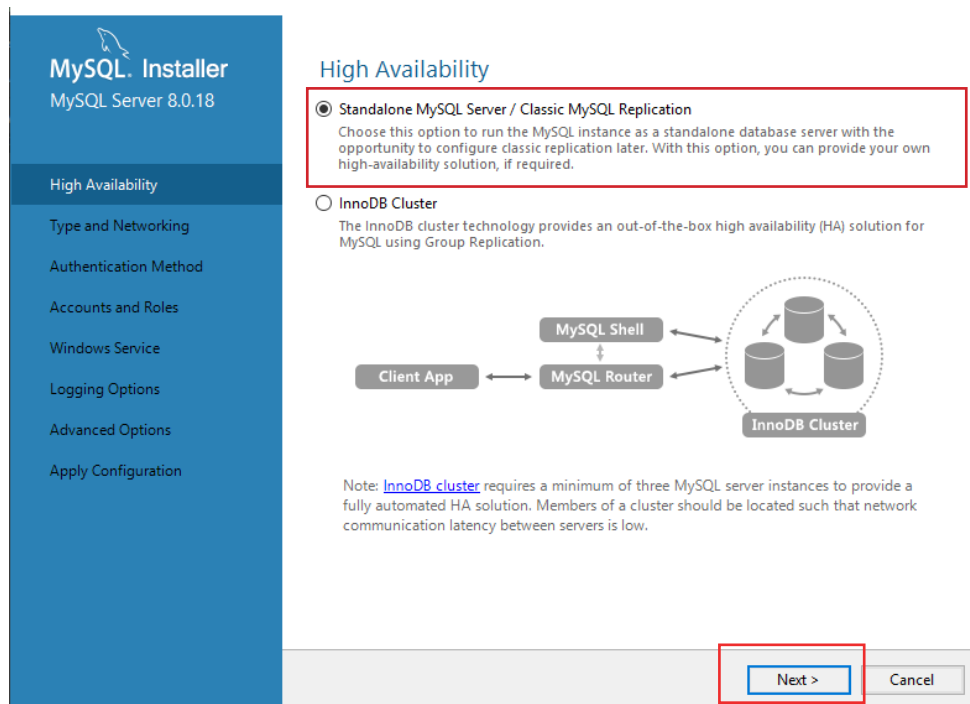 MySQL. Installer
MySQL Server 8.0.18
High Availability
Type and Networking
Authentication Method
Accounts and Roles
Windows Service
Logging Options
Advanced Options
Apply Configuration
High Availability
Standalone MySQL Server / Classic MySQL Replication
Choose this option to run the MySQL instance as a standalone database server with the
opportunity to configure classic replication later. With this option, you can provide your own
high-availability solution, if required.
InnoDB Cluster
The InnoDB cluster technology provides an out-of-the-box high availability (HA) solution for
MySQL using Group Replication.
MySQL Shell
Client App
MySQL Router
InnoDB Cluster
Note: InnoDB cluster requires a minimum of three MySQL server instances to provide a
fully automated HA solution. Members of a cluster should be located such that network
communication latency between servers is low.
Next >
Cancel